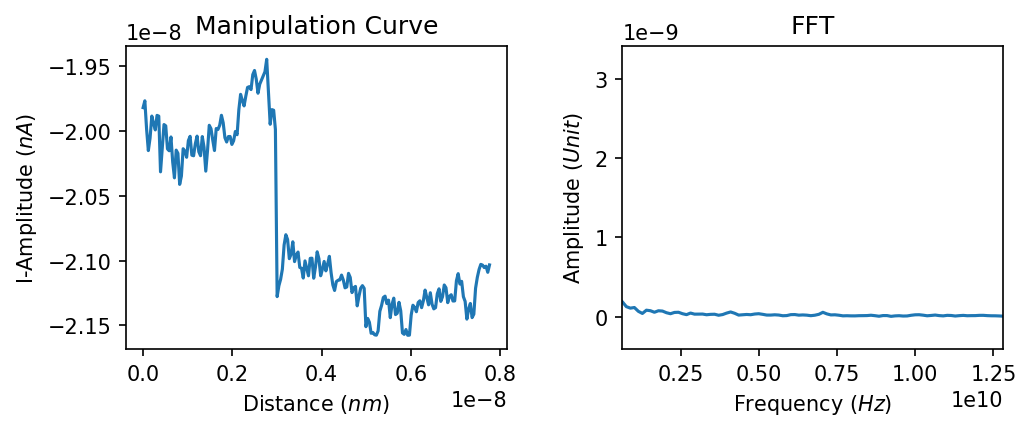 Manipulation Curve
1e−8
−1.95
−2.00
−2.05
−2.10
−2.15
I-Amplitude (nA)
0.0 0.2 0.4 0.6 0.8
Distance (nm)
1e−8
FFT
1e−9
3
2
1
0
Amplitude (Unit)
0.25 0.50 0.75 1.00 1.25
Frequency (Hz)
1e10